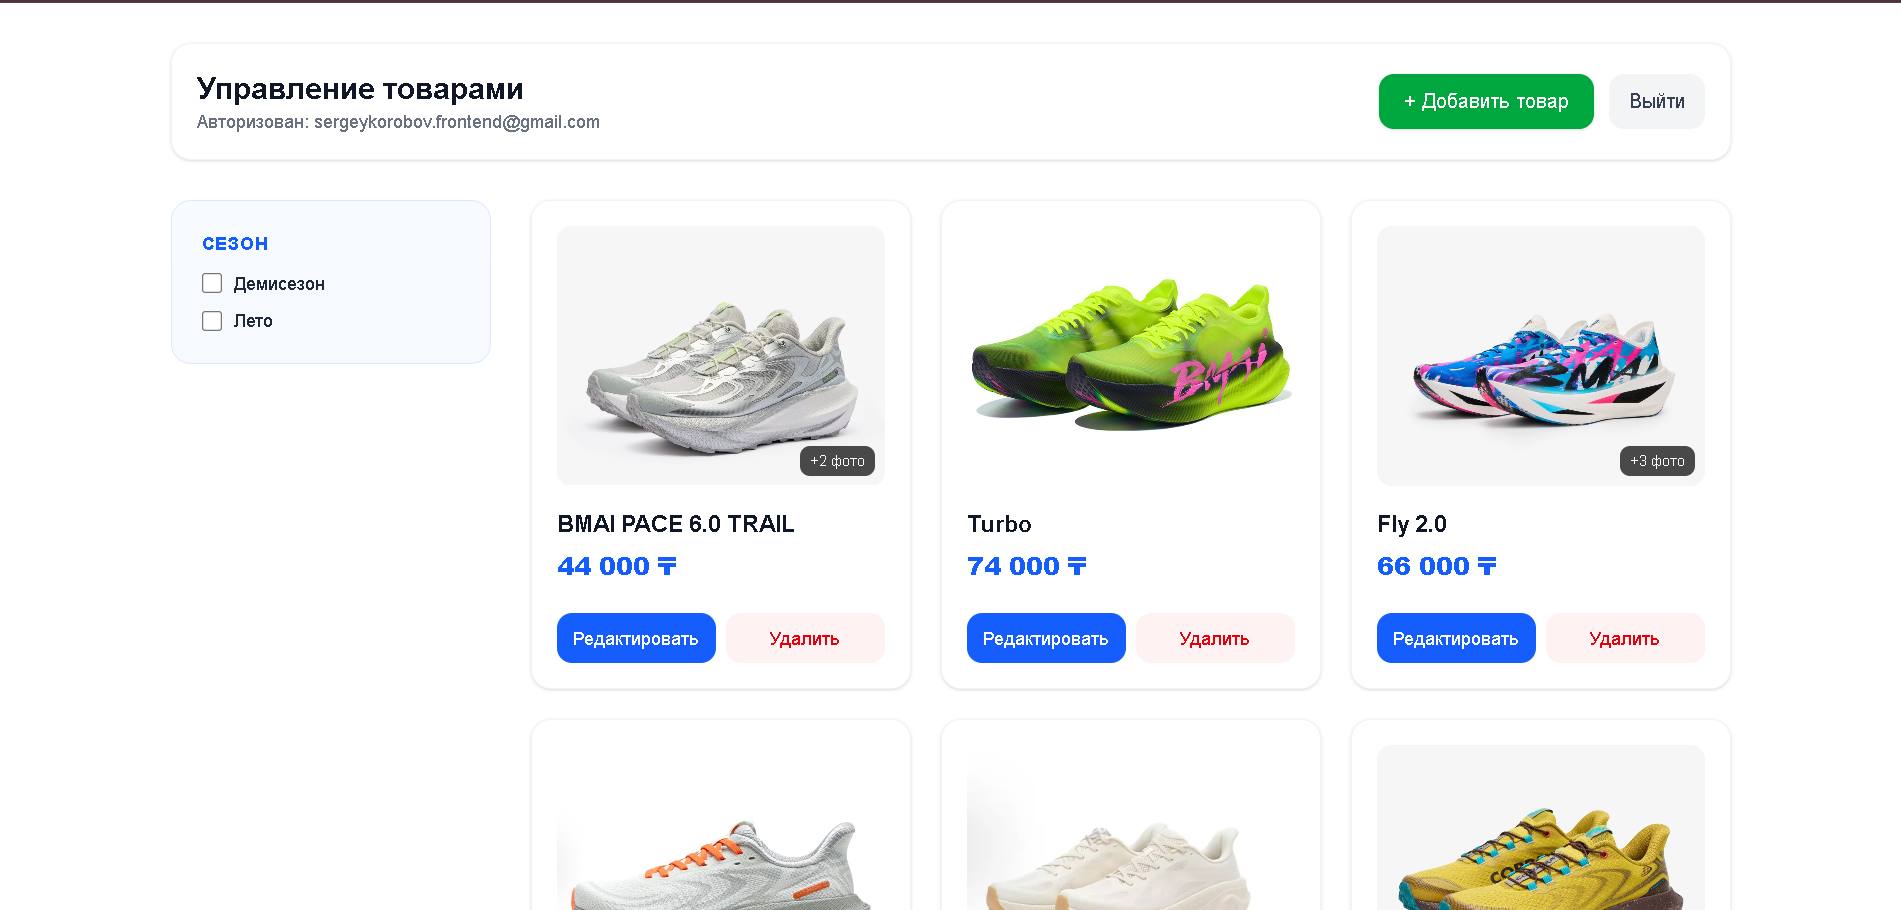 Управление товарами
Авторизован: sergeykorobov.frontend@gmail.com
+ Добавить товар
Выйти
СЕЗОН
Демисезон
Лето
+2 фото
BMAI PACE 6.0 TRAIL
44 000 ₸
Редактировать
Удалить
BMAI
Turbo
74 000 ₸
Редактировать
Удалить
+3 фото
Fly 2.0
66 000 ₸
Редактировать
Удалить